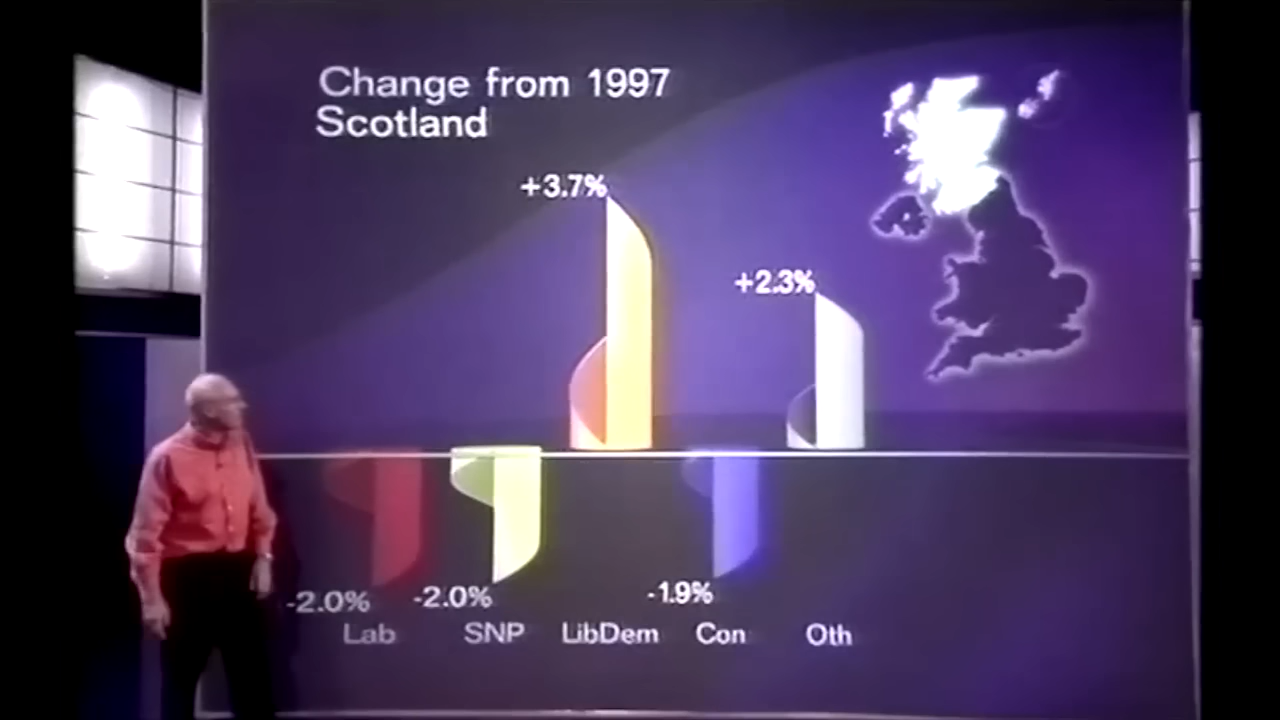 Change from 1997
Scotland
+3.7%
+2.3%
-2.0%
-2.0%
-1.9%
Lab
SNP
LibDem
Con
Oth